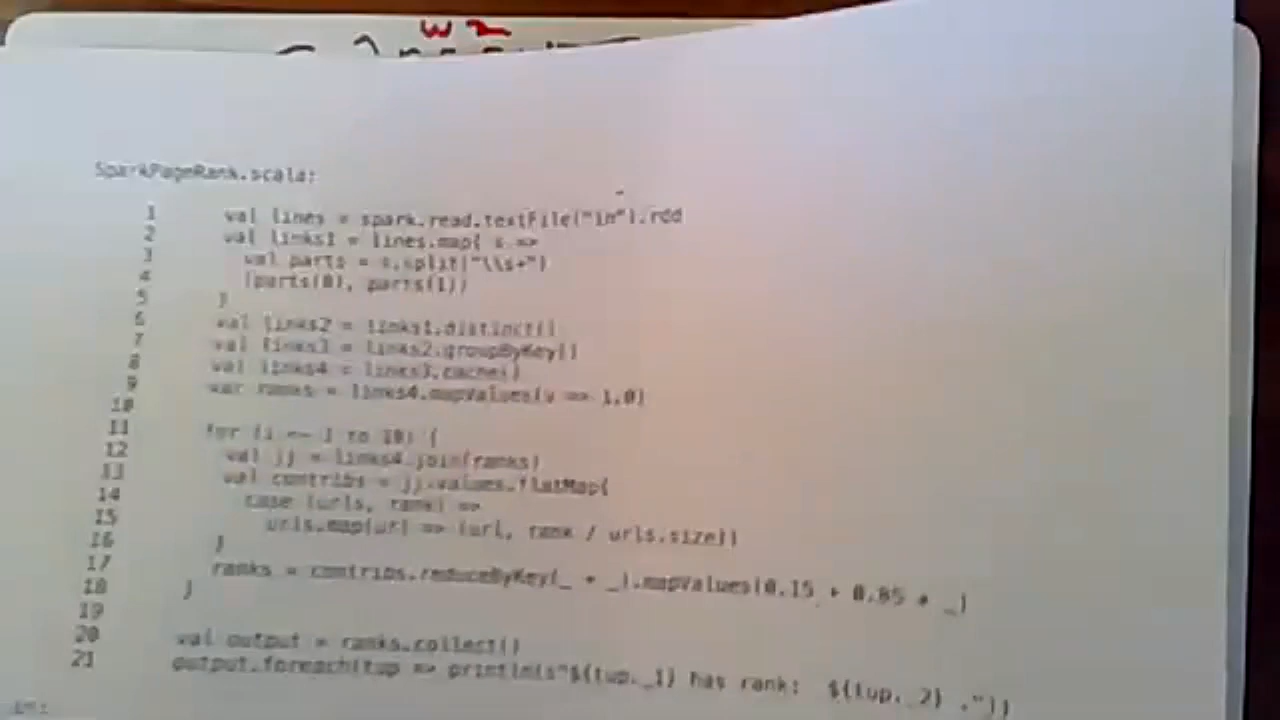 SparkPageRank.scala:
1 val lines = spark.read.textFile("in").rdd
2 val links1 = lines.map{ s =>
3 val parts = s.split("\\s+")
4 (parts(0), parts(1))
5 }
6 val links2 = links1.distinct()
7 val links3 = links2.groupByKey()
8 val links4 = links3.cache()
9 var ranks = links4.mapValues(v => 1.0)
10
11 for (i <- 1 to 10) {
12 val jj = links4.join(ranks)
13 val contribs = jj.values.flatMap{
14 case (urls, rank) =>
15 urls.map(url => (url, rank / urls.size))
16 }
17 ranks = contribs.reduceByKey(_ + _).mapValues(0.15 + 0.85 * _)
18 }
19
20 val output = ranks.collect()
21 output.foreach(tup => println(s"${tup._1} has rank: ${tup._2} ."))